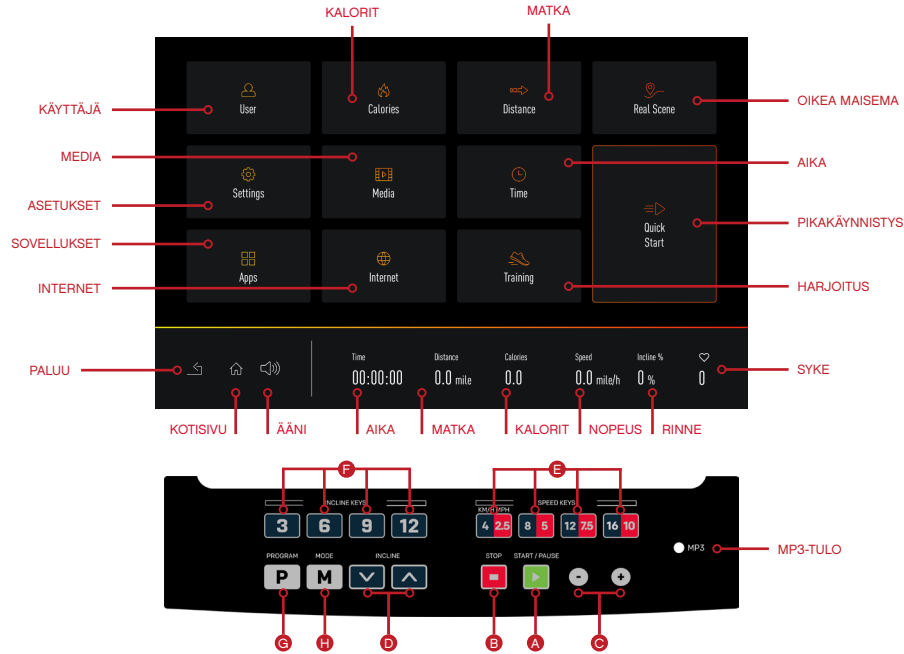 KALORIT
MATKA
User
Calories
Distance
Real Scene
KÄYTTÄJÄ
OIKEA MAISEMA
MEDIA
AIKA
Settings
Media
Time
ASETUKSET
Quick
Start
PIKAKÄYNNISTYS
SOVELLUKSET
Apps
Internet
Training
INTERNET
HARJOITUS
Time
Distance
Calories
Speed
Incline %
PALUU
00:00:00
0.0 mile
0.0
0.0 mile/h
0 %
0
SYKE
KOTISIVU
ÄÄNI
AIKA
MATKA
KALORIT
NOPEUS
RINNE
F
E
INCLINE KEYS
SPEED KEYS
KM/H MPH
3
6
9
12
4 2.5
8 5
12 7.5
16 10
MP3
MP3-TULO
PROGRAM
MODE
INCLINE
STOP
START / PAUSE
P
M
-
+
G
H
D
B
A
C